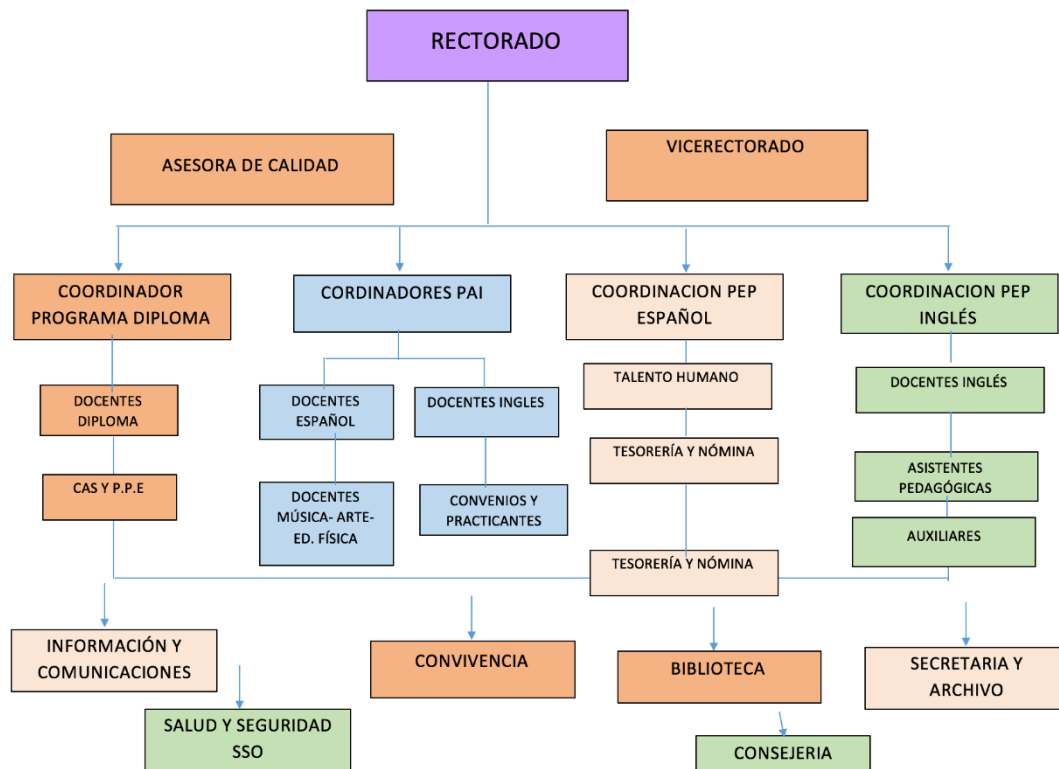 RECTORADO
ASESORA DE CALIDAD
VICERECTORADO
COORDINADOR
PROGRAMA DIPLOMA
CORDINADORES PAI
COORDINACION PEP
ESPAÑOL
COORDINACION PEP
INGLÉS
DOCENTES
DIPLOMA
DOCENTES
ESPAÑOL
DOCENTES INGLES
TALENTO HUMANO
DOCENTES INGLÉS
CAS Y P.P.E
DOCENTES
MÚSICA- ARTE-
ED. FÍSICA
CONVENIOS Y
PRACTICANTES
TESORERÍA Y NÓMINA
ASISTENTES
PEDAGÓGICAS
AUXILIARES
TESORERÍA Y NÓMINA
INFORMACIÓN Y
COMUNICACIONES
CONVIVENCIA
BIBLIOTECA
SECRETARIA Y
ARCHIVO
SALUD Y SEGURIDAD
SSO
CONSEJERIA